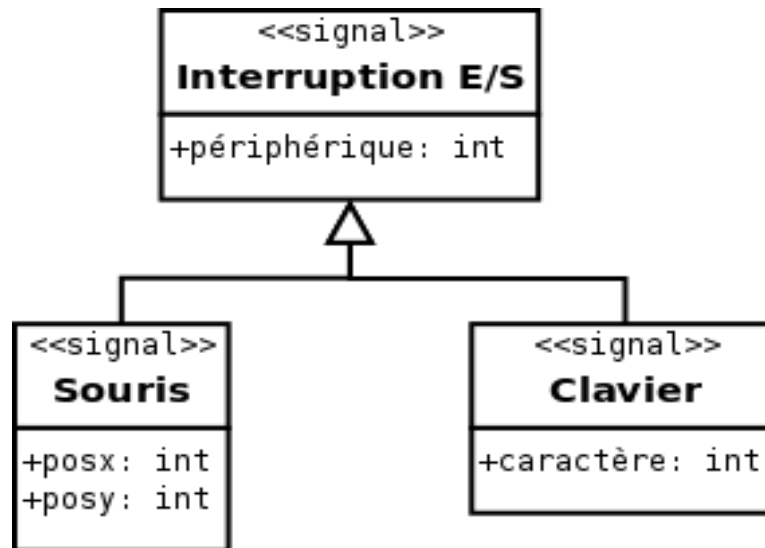 <<signal>>
Interruption E/S
+périphérique: int
<<signal>>
Souris
+posx: int
+posy: int
<<signal>>
Clavier
+caractère: int